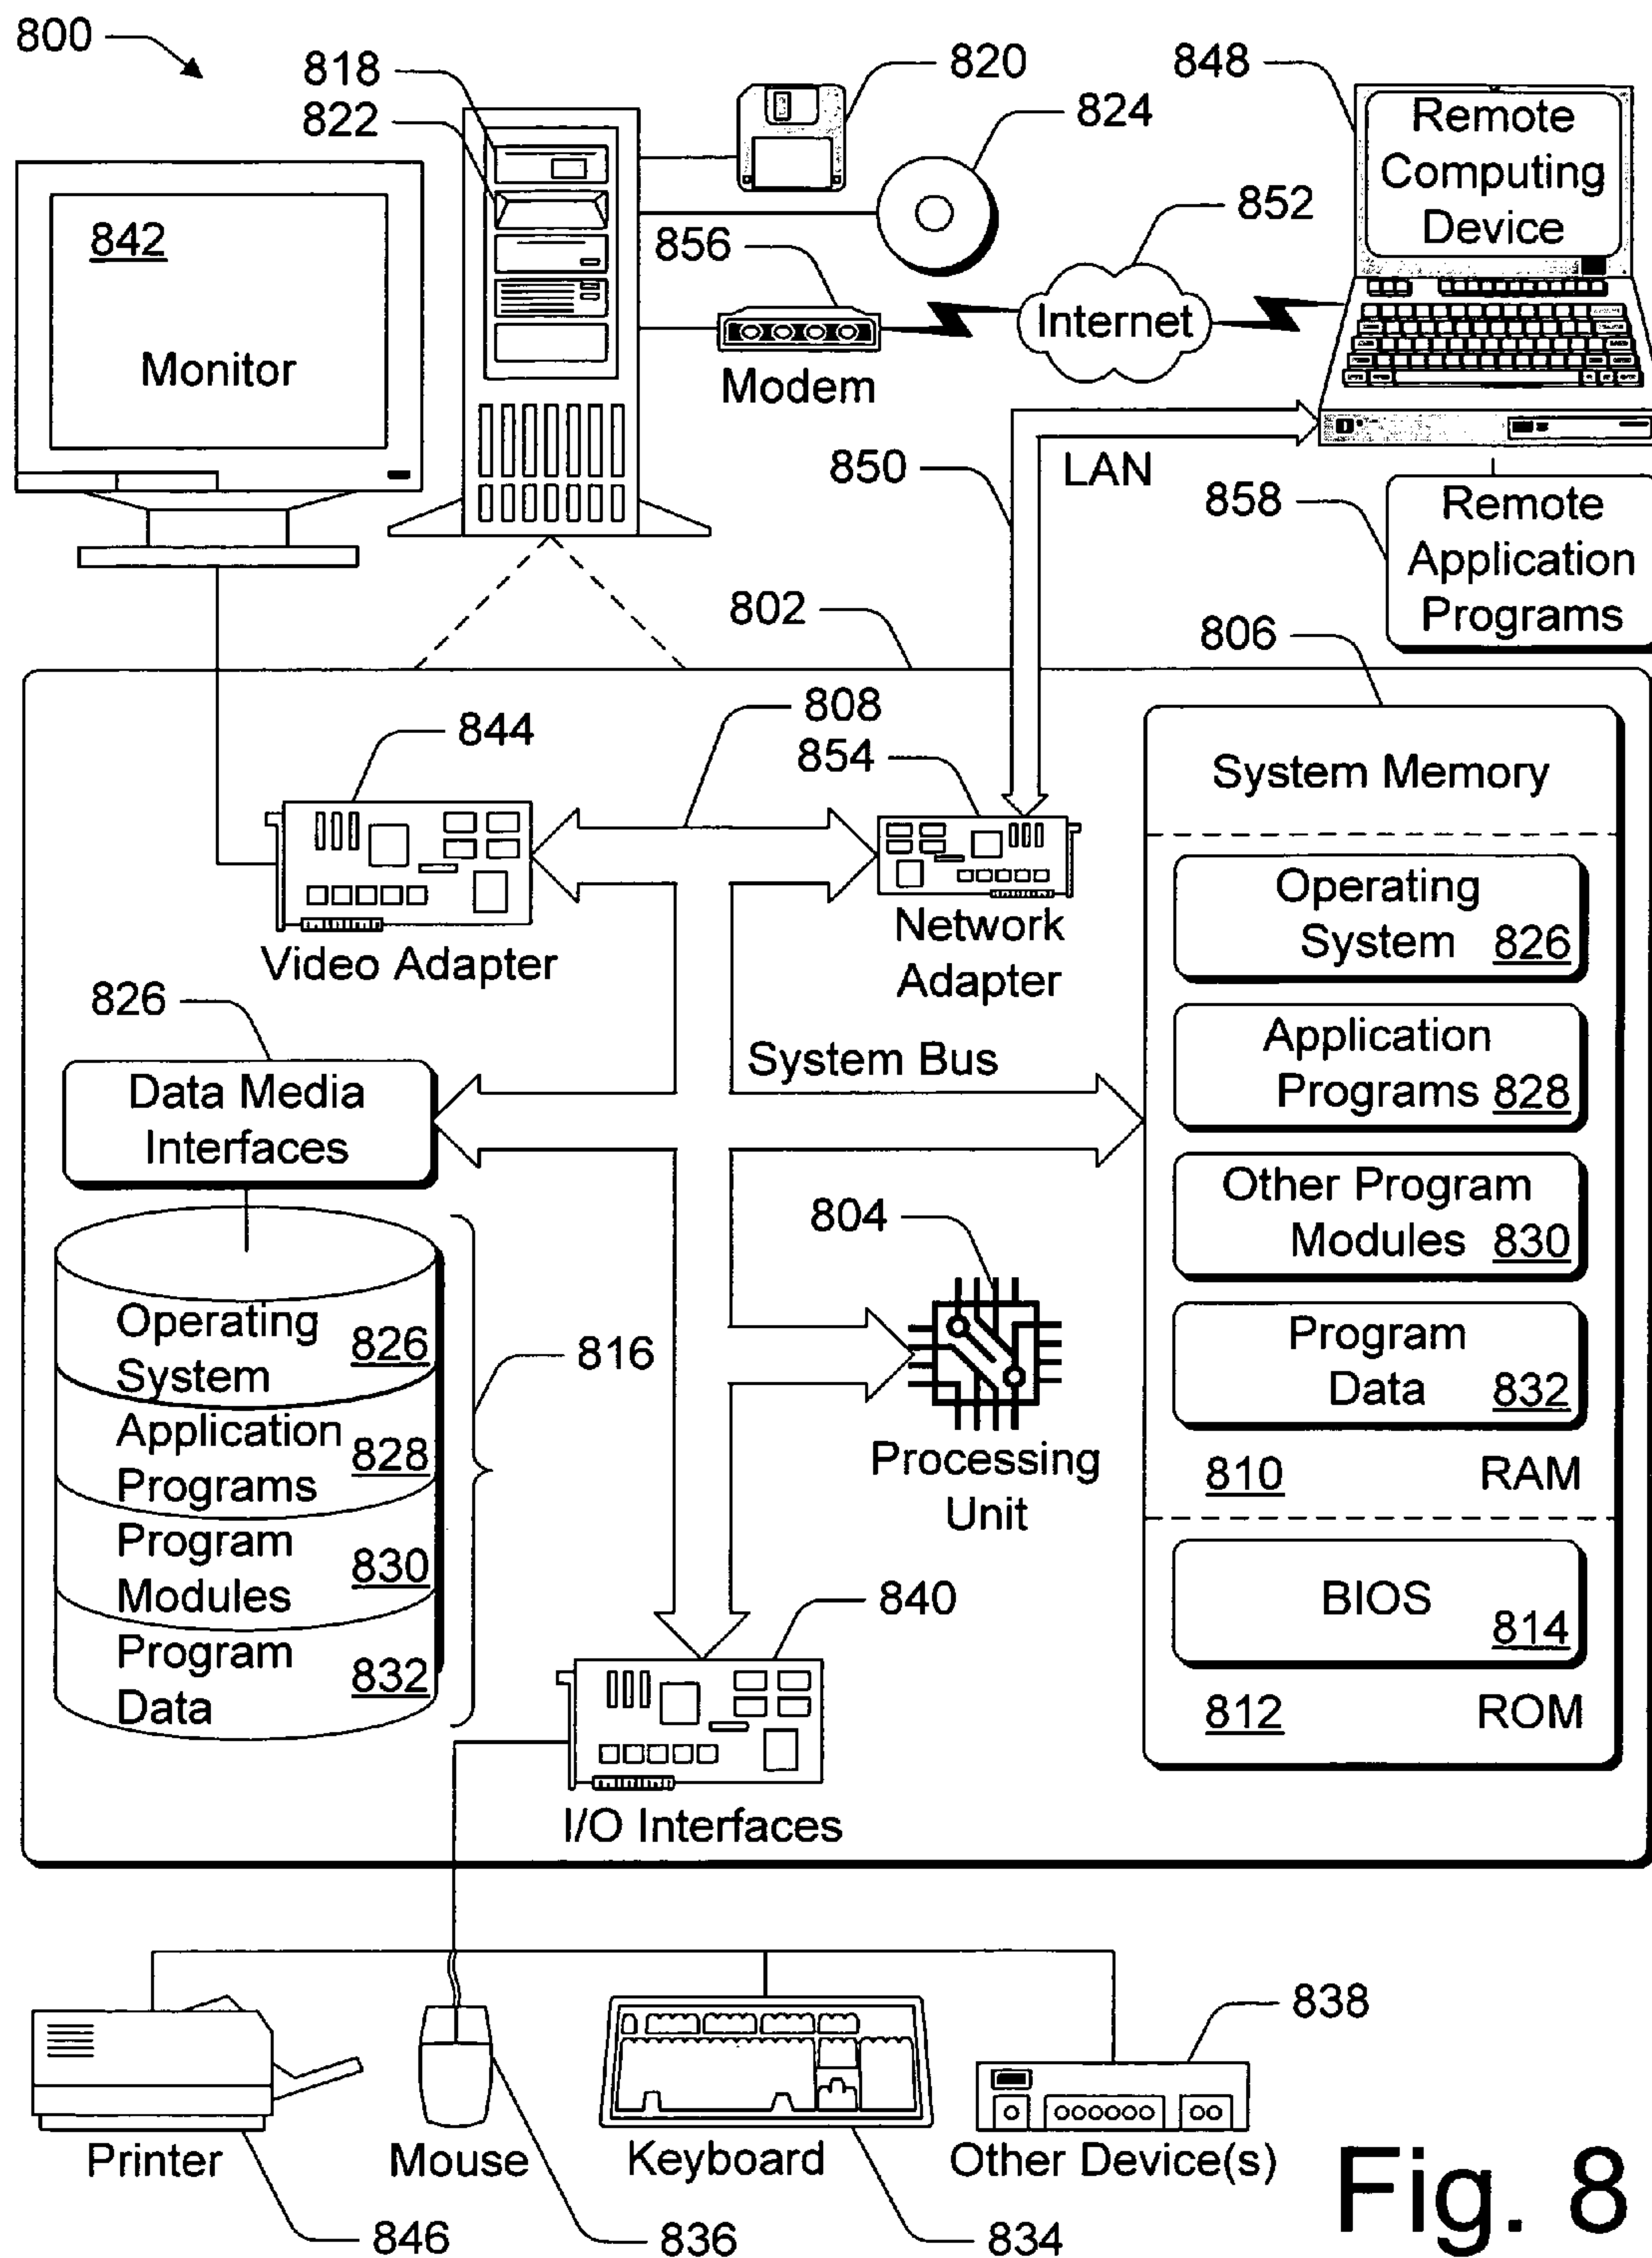 800
818
822
820
824
848
Remote
Computing
Device
842
Monitor
856
852
Internet
Modem
850
LAN
858
Remote
Application
Programs
802
806
808
844
854
Video Adapter
Network
Adapter
System Memory
Operating
System 826
Application
Programs 828
Other Program
Modules 830
Program
Data 832
810 RAM
BIOS
814
812 ROM
826
Data Media
Interfaces
System Bus
804
Processing
Unit
Operating
System 826
Application
Programs 828
Program
Modules 830
Program
Data 832
816
840
I/O Interfaces
838
Printer
Mouse
Keyboard
Other Device(s)
846
836
834
Fig. 8